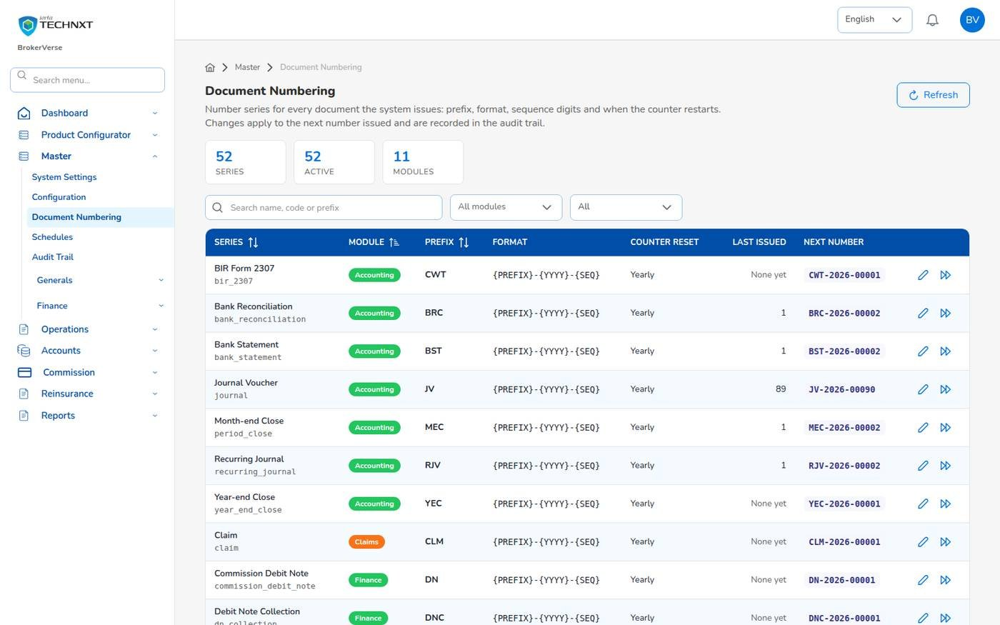 iorta
TECHNXT
BrokerVerse
Search menu...
Dashboard
Product Configurator
Master
System Settings
Configuration
Document Numbering
Schedules
Audit Trail
Generals
Finance
Operations
Accounts
Commission
Reinsurance
Reports
English
BV
Master
Document Numbering
Document Numbering
Refresh
Number series for every document the system issues: prefix, format, sequence digits and when the counter restarts.
Changes apply to the next number issued and are recorded in the audit trail.
52
SERIES
52
ACTIVE
11
MODULES
Search name, code or prefix
All modules
All
SERIES MODULE PREFIX FORMAT COUNTER RESET LAST ISSUED NEXT NUMBER
BIR Form 2307
bir_2307
Accounting CWT {PREFIX}-{YYYY}-{SEQ} Yearly None yet CWT-2026-00001
Bank Reconciliation
bank_reconciliation
Accounting BRC {PREFIX}-{YYYY}-{SEQ} Yearly 1 BRC-2026-00002
Bank Statement
bank_statement
Accounting BST {PREFIX}-{YYYY}-{SEQ} Yearly 1 BST-2026-00002
Journal Voucher
journal
Accounting JV {PREFIX}-{YYYY}-{SEQ} Yearly 89 JV-2026-00090
Month-end Close
period_close
Accounting MEC {PREFIX}-{YYYY}-{SEQ} Yearly 1 MEC-2026-00002
Recurring Journal
recurring_journal
Accounting RJV {PREFIX}-{YYYY}-{SEQ} Yearly 1 RJV-2026-00002
Year-end Close
year_end_close
Accounting YEC {PREFIX}-{YYYY}-{SEQ} Yearly None yet YEC-2026-00001
Claim
claim
Claims CLM {PREFIX}-{YYYY}-{SEQ} Yearly None yet CLM-2026-00001
Commission Debit Note
commission_debit_note
Finance DN {PREFIX}-{YYYY}-{SEQ} Yearly None yet DN-2026-00001
Debit Note Collection
dn_collection
Finance DNC {PREFIX}-{YYYY}-{SEQ} Yearly None yet DNC-2026-00001